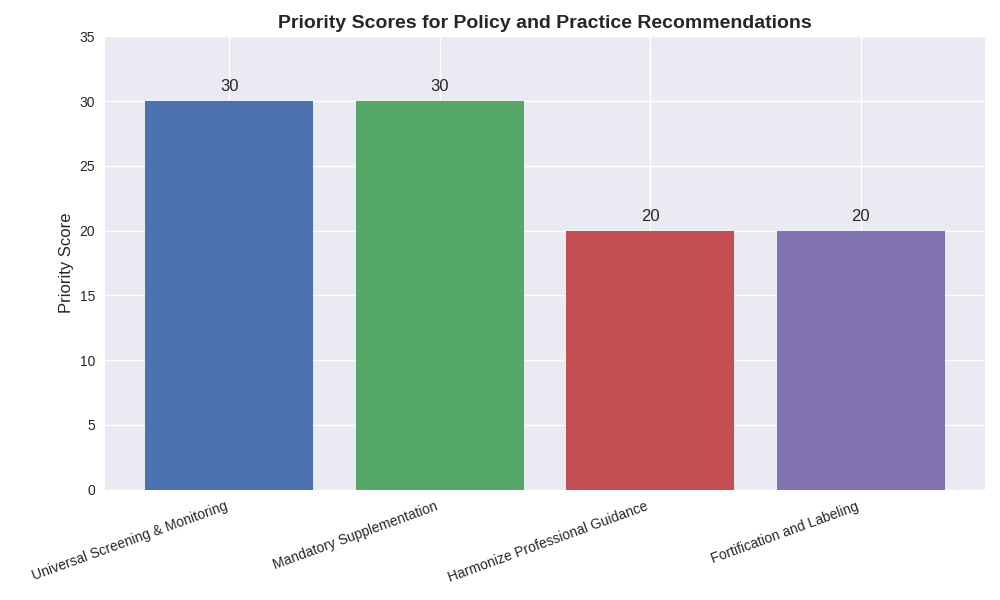 Priority Scores for Policy and Practice Recommendations
35
30
25
20
15
10
5
0
Priority Score
30
30
20
20
Universal Screening & Monitoring
Mandatory Supplementation
Harmonize Professional Guidance
Fortification and Labeling